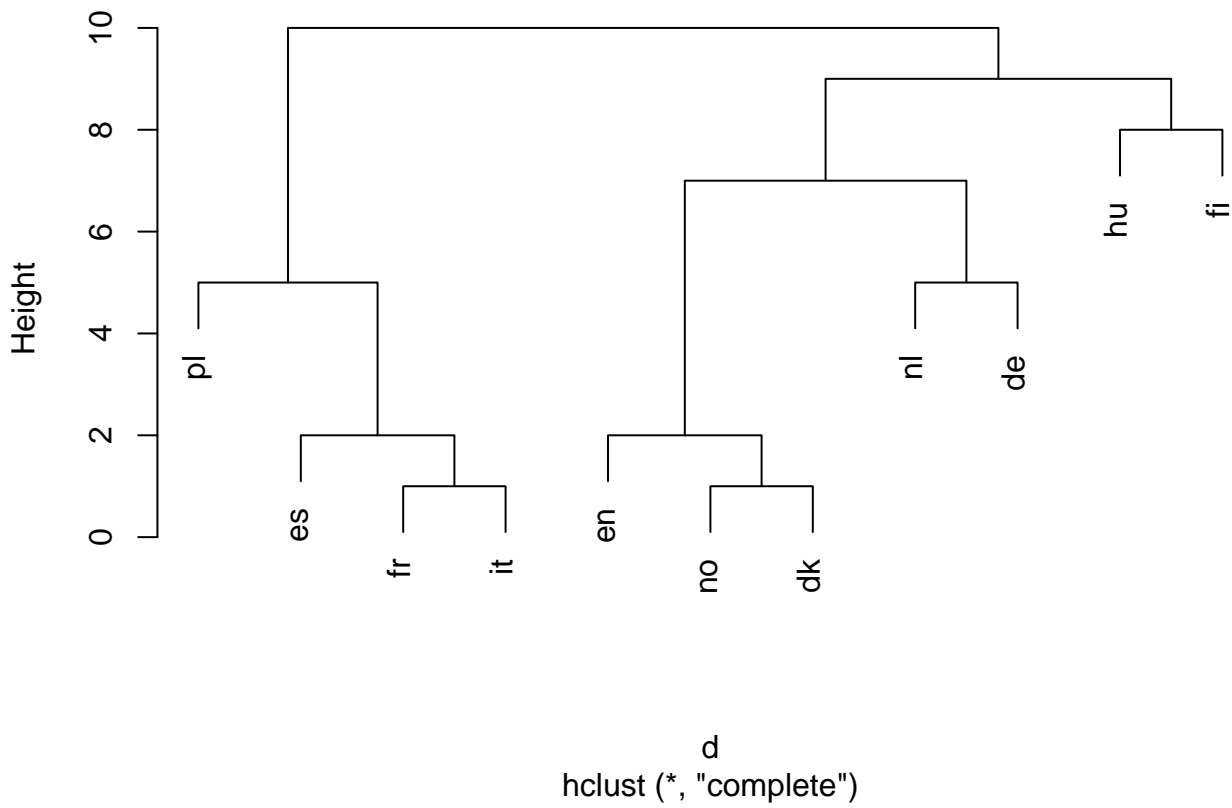 10
8
6
4
2
0
Height
pl
es
fr
it
en
no
dk
nl
de
hu
fi
d
hclust (*, "complete")